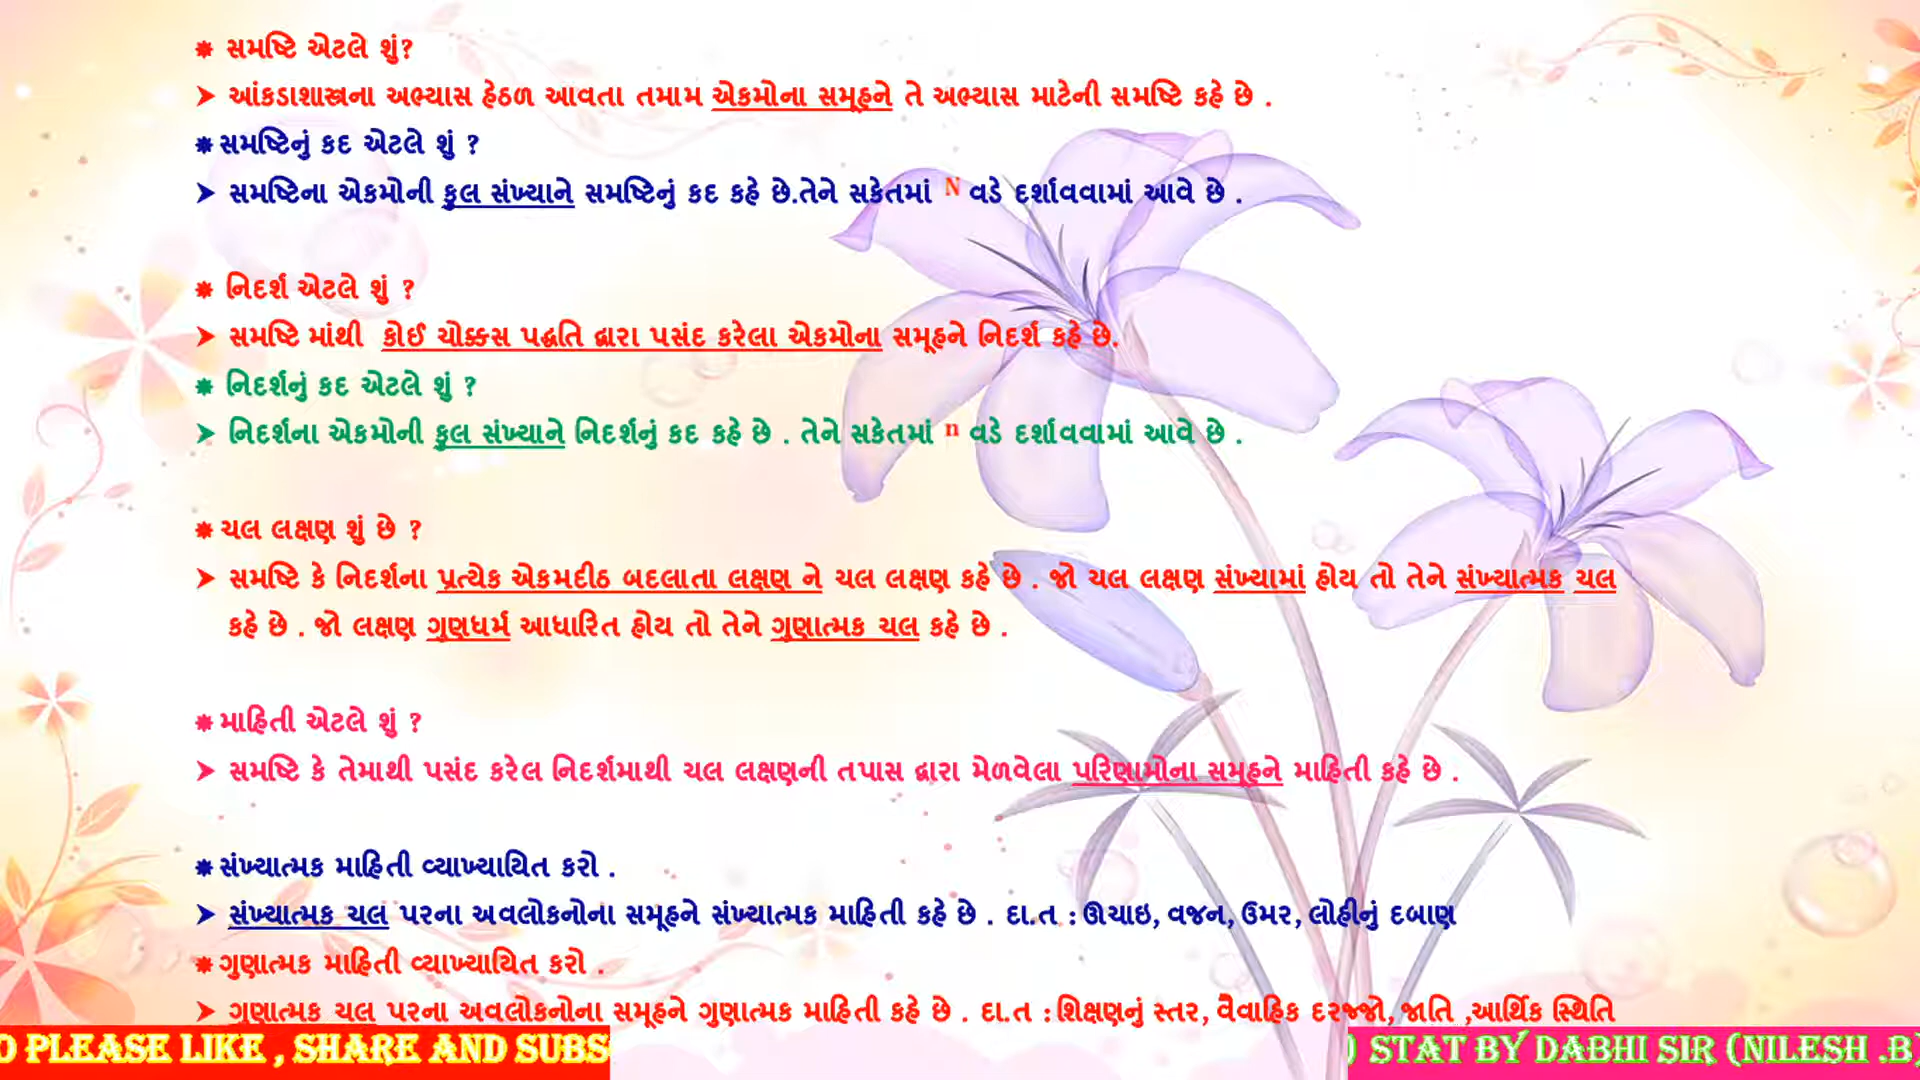 ✸ સમષ્ટિ એટલે શું?
➢ આંકડાશાસ્ત્રના અભ્યાસ હેઠળ આવતા તમામ એકમોના સમૂહને તે અભ્યાસ માટેની સમષ્ટિ કહે છે .
✸ સમષ્ટિનું કદ એટલે શું ?
➢ સમષ્ટિના એકમોની કુલ સંખ્યાને સમષ્ટિનું કદ કહે છે.તેને સકેતમાં N વડે દર્શાવવામાં આવે છે .
✸ નિદર્શ એટલે શું ?
➢ સમષ્ટિ માંથી કોઈ ચોક્કસ પદ્ધતિ દ્વારા પસંદ કરેલા એકમોના સમૂહને નિદર્શ કહે છે.
✸ નિદર્શનું કદ એટલે શું ?
➢ નિદર્શના એકમોની કુલ સંખ્યાને નિદર્શનું કદ કહે છે . તેને સકેતમાં n વડે દર્શાવવામાં આવે છે .
✸ ચલ લક્ષણ શું છે ?
➢ સમષ્ટિ કે નિદર્શના પ્રત્યેક એકમદીઠ બદલાતા લક્ષણ ને ચલ લક્ષણ કહે છે . જો ચલ લક્ષણ સંખ્યામાં હોય તો તેને સંખ્યાત્મક ચલ
કહે છે . જો લક્ષણ ગુણધર્મ આધારિત હોય તો તેને ગુણાત્મક ચલ કહે છે .
✸ માહિતી એટલે શું ?
➢ સમષ્ટિ કે તેમાથી પસંદ કરેલ નિદર્શમાથી ચલ લક્ષણની તપાસ દ્વારા મેળવેલા પરિણામોના સમૂહને માહિતી કહે છે .
✸ સંખ્યાત્મક માહિતી વ્યાખ્યાયિત કરો .
➢ સંખ્યાત્મક ચલ પરના અવલોકનોના સમૂહને સંખ્યાત્મક માહિતી કહે છે . દા.ત : ઊચાઇ, વજન, ઉમર, લોહીનું દબાણ
✸ ગુણાત્મક માહિતી વ્યાખ્યાયિત કરો .
➢ ગુણાત્મક ચલ પરના અવલોકનોના સમૂહને ગુણાત્મક માહિતી કહે છે . દા.ત : શિક્ષણનું સ્તર, વૈવાહિક દરજ્જો, જાતિ ,આર્થિક સ્થિતિ
O PLEASE LIKE , SHARE AND SUBS
) STAT BY DABHI SIR (NILESH .B)